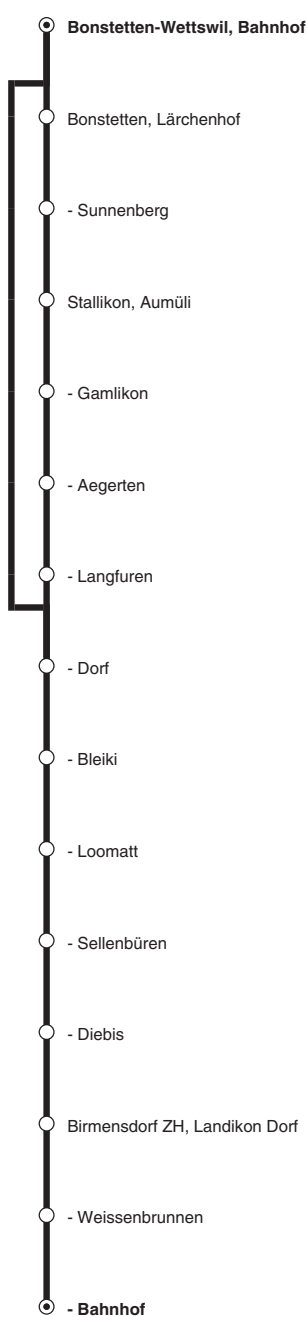 Bonstetten-Wettswil, Bahnhof
Bonstetten, Lärchenhof
- Sunnenberg
Stallikon, Aumüli
- Gamlikon
- Aegerten
- Langfuren
- Dorf
- Bleiki
- Loomatt
- Sellenbüren
- Diebis
Birmensdorf ZH, Landikon Dorf
- Weissenbrunnen
- Bahnhof